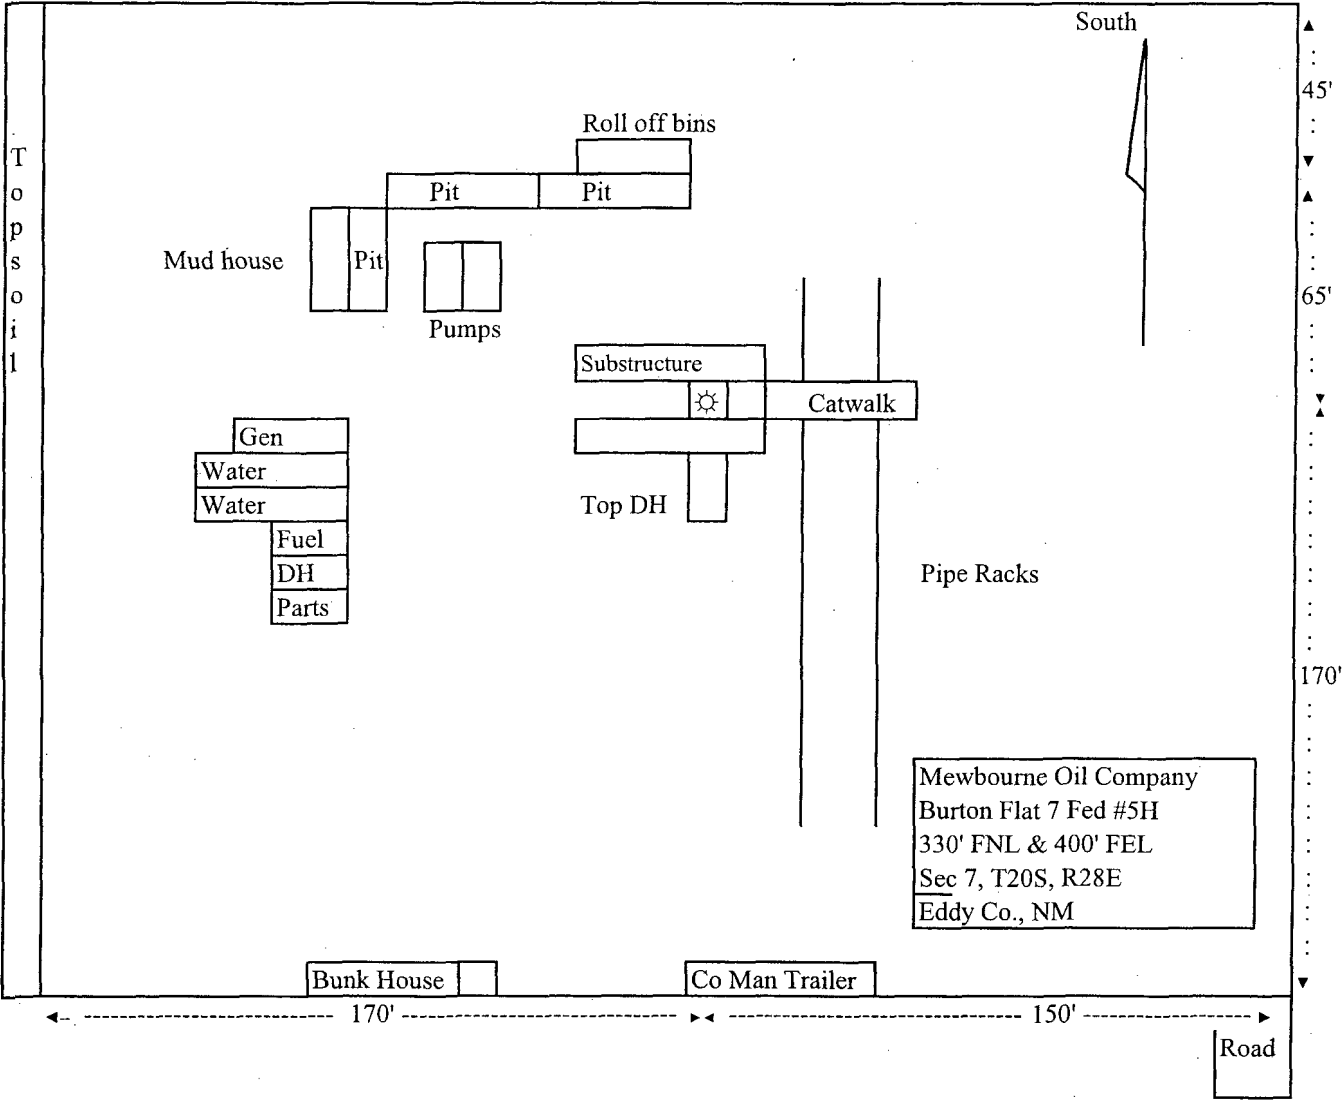 South
45'
Roll off bins
Topsoil
Pit
Pit
Mud house
Pit
65'
Pumps
Substructure
Catwalk
Gen
Water
Water
Top DH
Fuel
DH
Pipe Racks
Parts
170'
Mewbourne Oil Company
Burton Flat 7 Fed #5H
330' FNL & 400' FEL
Sec 7, T20S, R28E
Eddy Co., NM
Bunk House
Co Man Trailer
170'
150'
Road